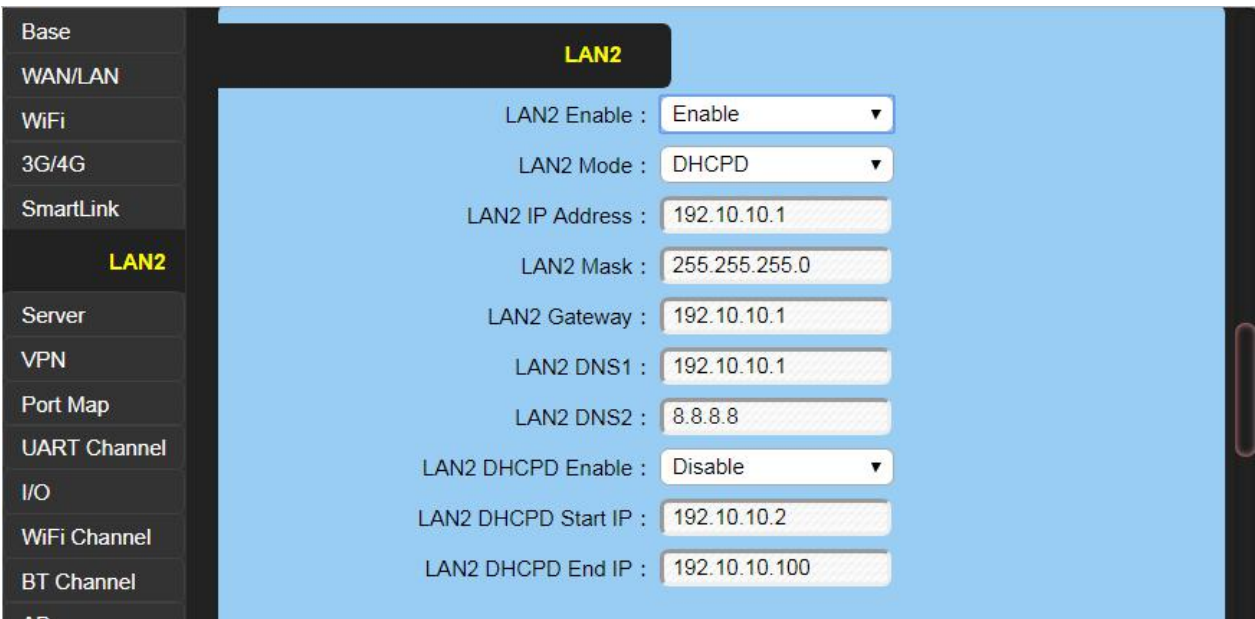 Base
WAN/LAN
WiFi
3G/4G
SmartLink
LAN2
Server
VPN
Port Map
UART Channel
I/O
WiFi Channel
BT Channel
LAN2
LAN2 Enable : Enable
LAN2 Mode : DHCPD
LAN2 IP Address : 192.10.10.1
LAN2 Mask : 255.255.255.0
LAN2 Gateway : 192.10.10.1
LAN2 DNS1 : 192.10.10.1
LAN2 DNS2 : 8.8.8.8
LAN2 DHCPD Enable : Disable
LAN2 DHCPD Start IP : 192.10.10.2
LAN2 DHCPD End IP : 192.10.10.100